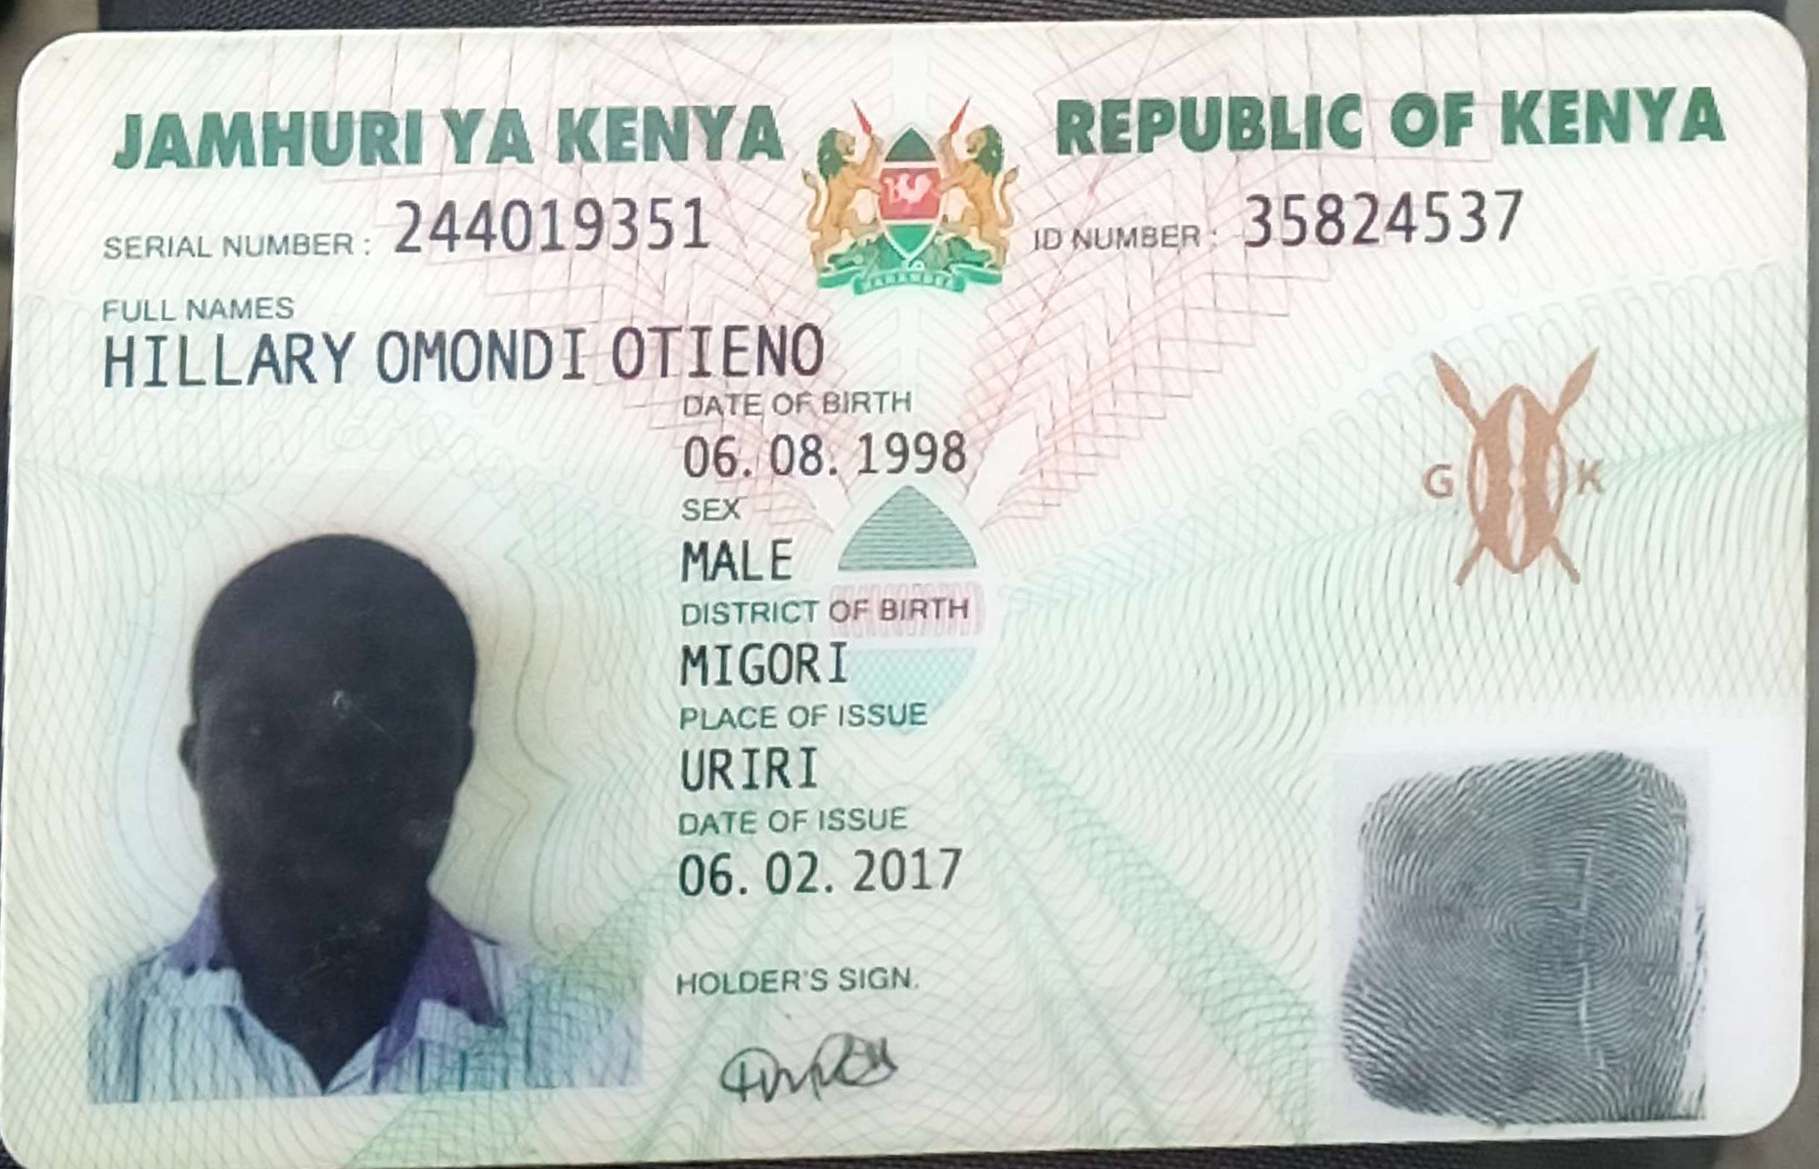 JAMHURI YA KENYA REPUBLIC OF KENYA
SERIAL NUMBER : 244019351 ID NUMBER : 35824537
FULL NAMES
HILLARY OMONDI OTIENO
DATE OF BIRTH
06. 08. 1998
SEX
MALE
G K
DISTRICT OF BIRTH
MIGORI
PLACE OF ISSUE
URIRI
DATE OF ISSUE
06. 02. 2017
HOLDER'S SIGN.